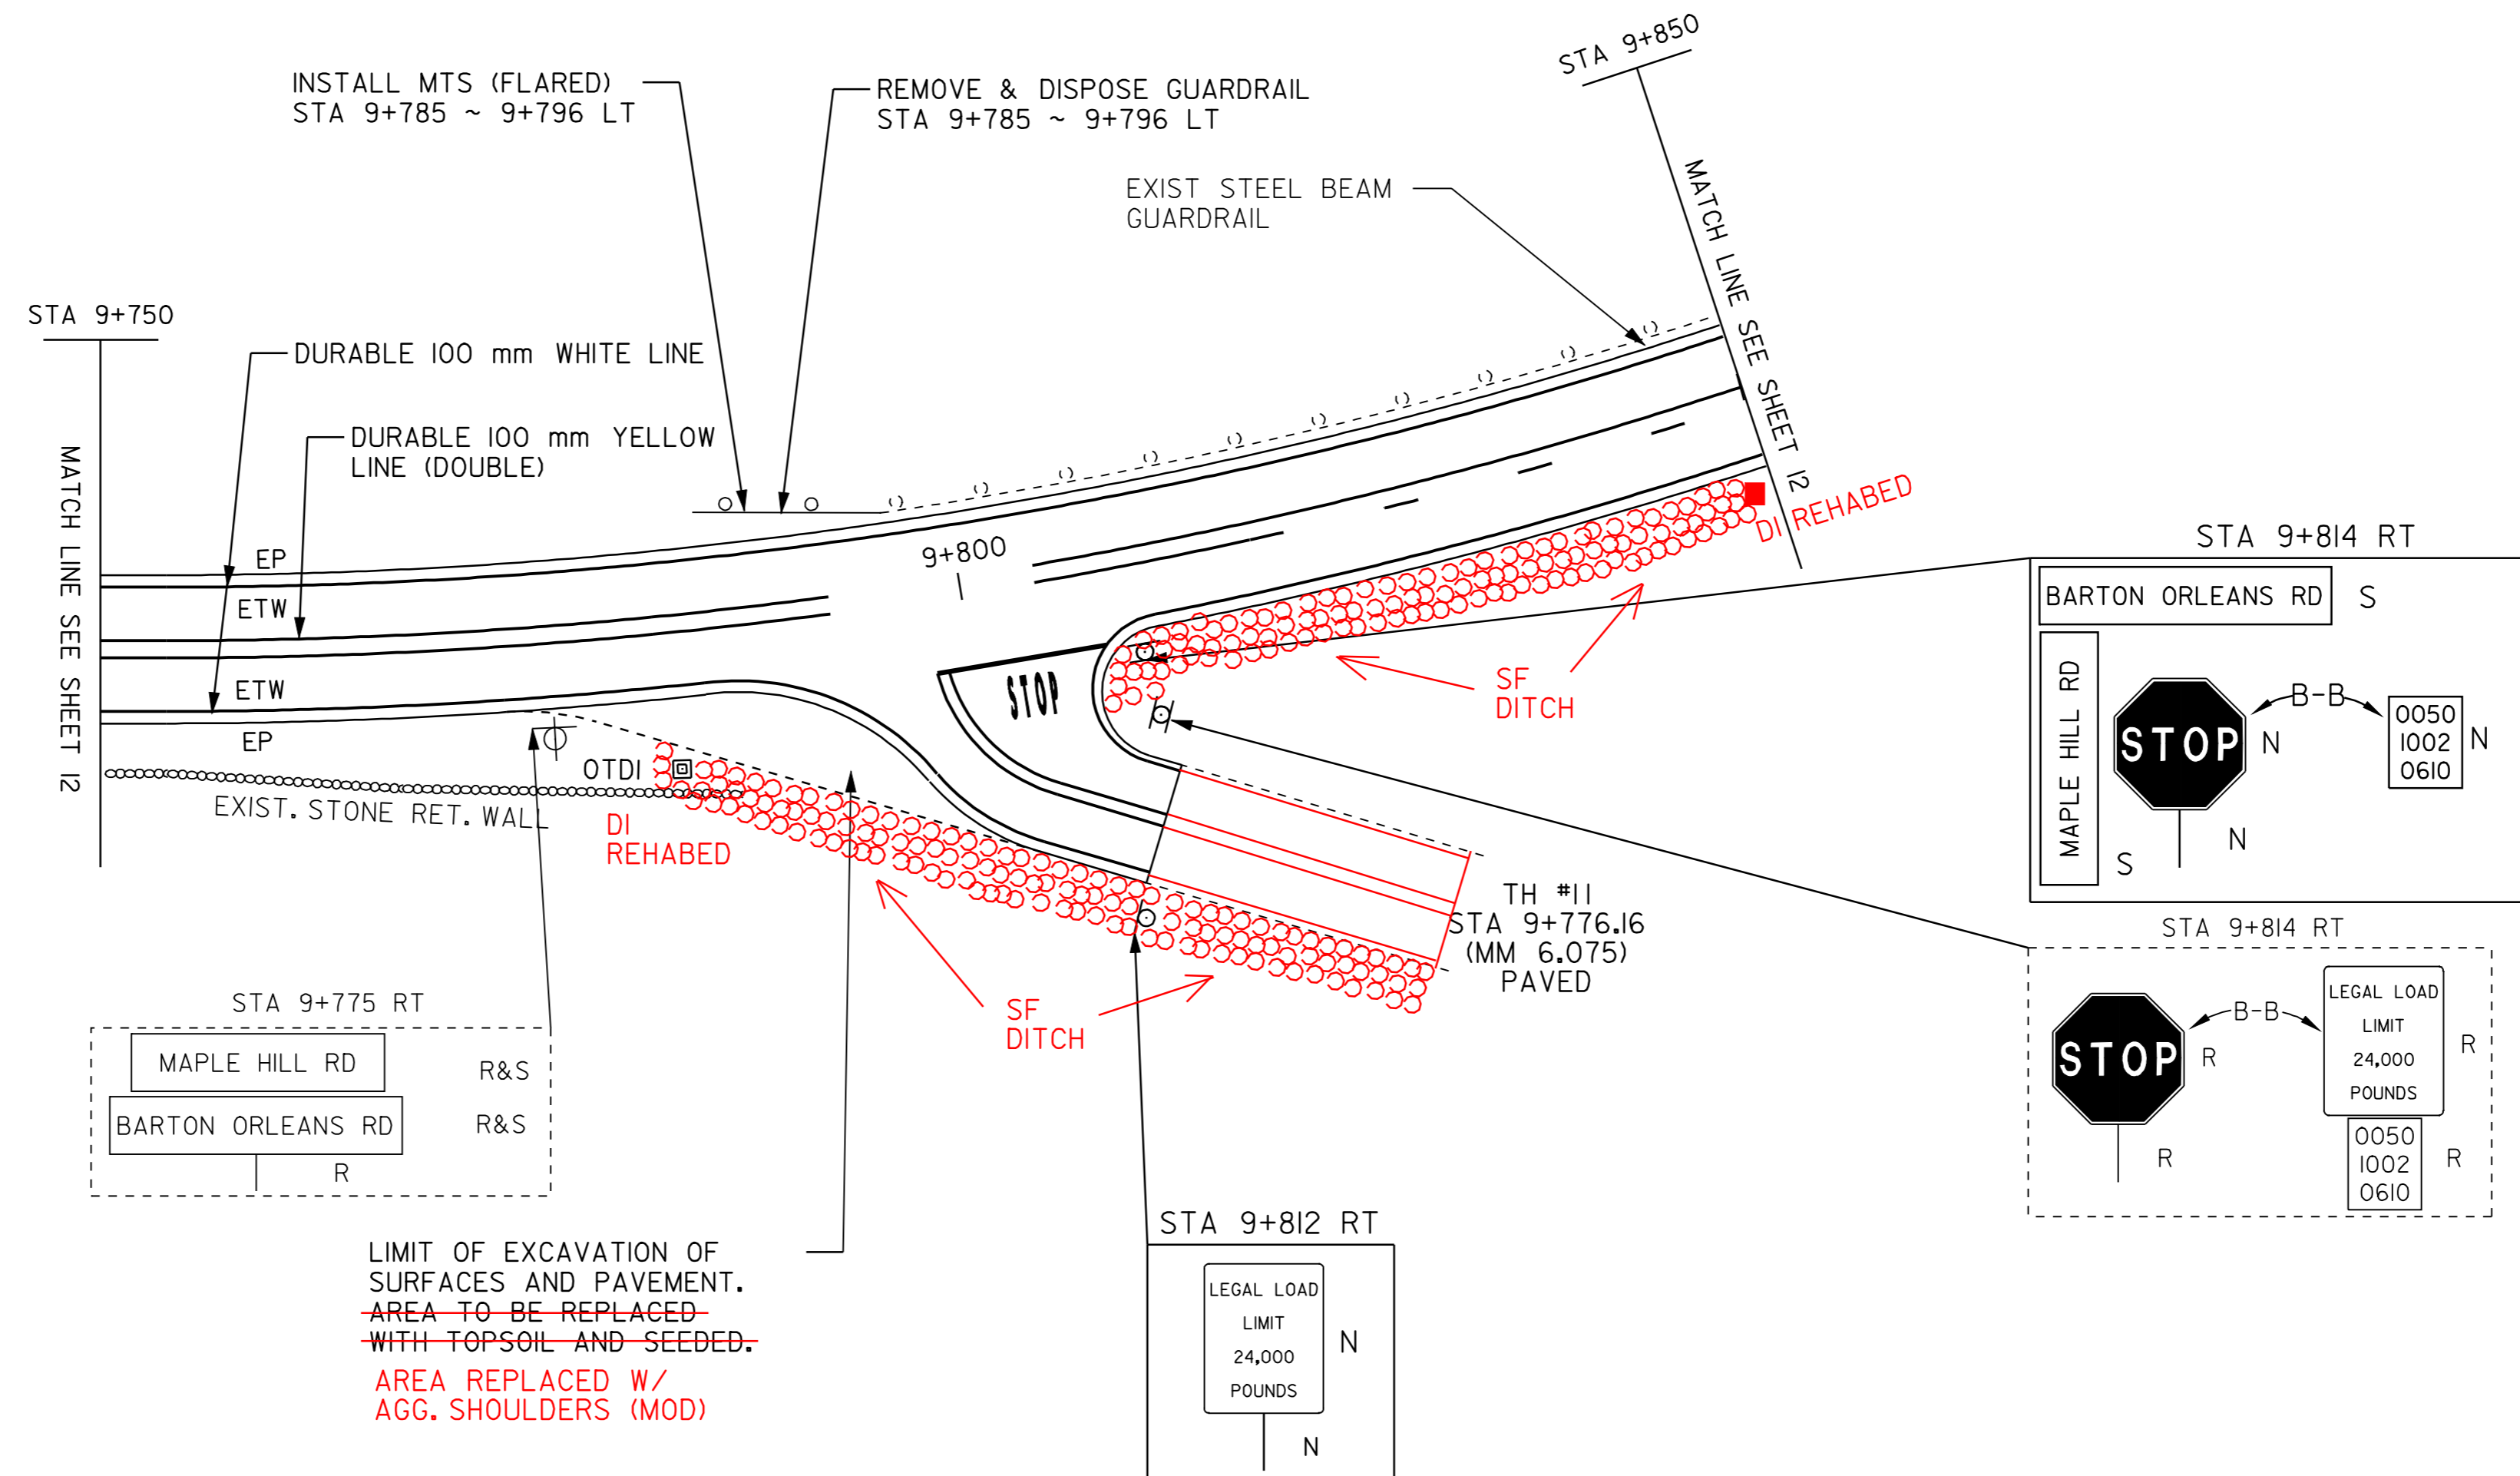 STA 9+850
INSTALL MTS (FLARED)
STA 9+785 ~ 9+796 LT
REMOVE & DISPOSE GUARDRAIL
STA 9+785 ~ 9+796 LT
EXIST STEEL BEAM
GUARDRAIL
MATCH LINE SEE SHEET 12
STA 9+750
DURABLE 100 mm WHITE LINE
DURABLE 100 mm YELLOW
LINE (DOUBLE)
MATCH LINE SEE SHEET 12
EP
ETW
ETW
EP
9+800
STOP
DI REHABED
SF
DITCH
OTDI
EXIST. STONE RET. WALL
DI
REHABED
SF
DITCH
TH #11
STA 9+776.16
(MM 6.075)
PAVED
STA 9+814 RT
BARTON ORLEANS RD S
MAPLE HILL RD
S
STOP
N
B-B
0050
1002
0610
N
N
STA 9+814 RT
STOP
R
B-B
LEGAL LOAD
LIMIT
24,000
POUNDS
R
0050
1002
0610
R
R
STA 9+775 RT
MAPLE HILL RD R&S
BARTON ORLEANS RD R&S
R
LIMIT OF EXCAVATION OF
SURFACES AND PAVEMENT.
AREA TO BE REPLACED
WITH TOPSOIL AND SEEDED.
AREA REPLACED W/
AGG. SHOULDERS (MOD)
STA 9+812 RT
LEGAL LOAD
LIMIT
24,000
POUNDS
N
N